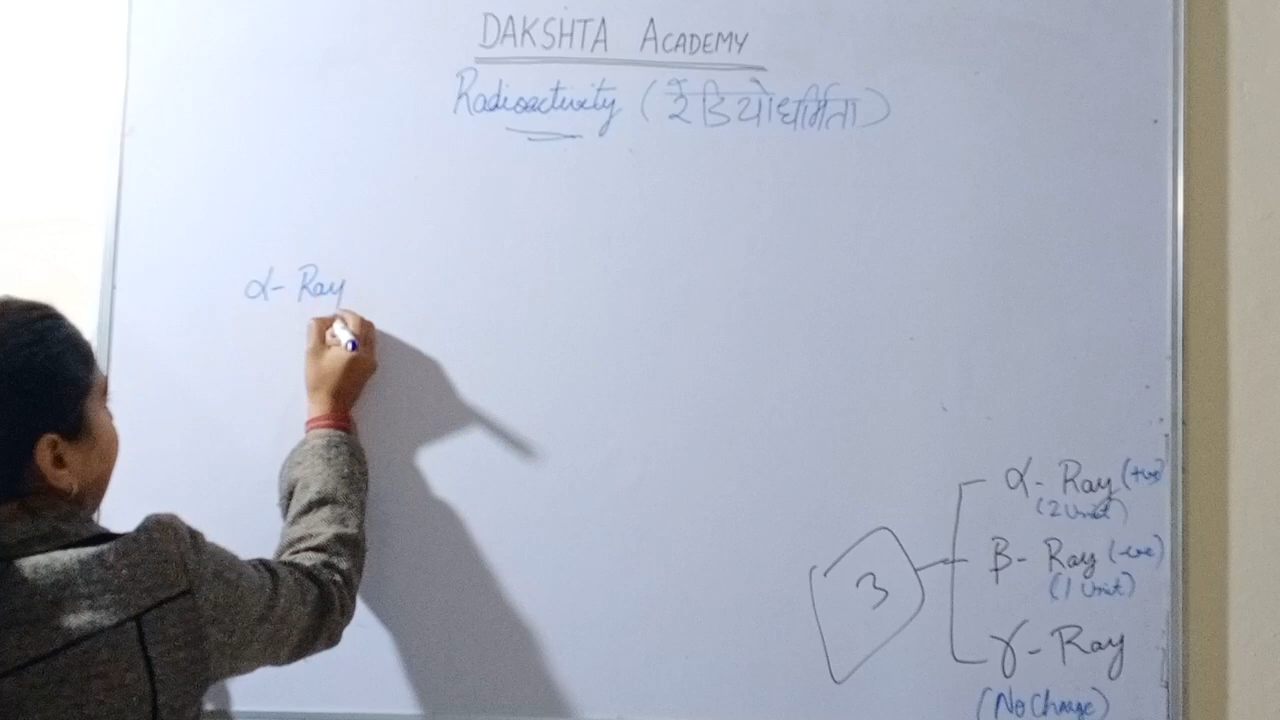 DAKSHTA ACADEMY
Radioactivity (रेडियोधर्मिता)
α- Ray
3
α- Ray (+ve)
(2 Unit)
β- Ray (-ve)
(1 Unit)
γ- Ray
(No Charge)